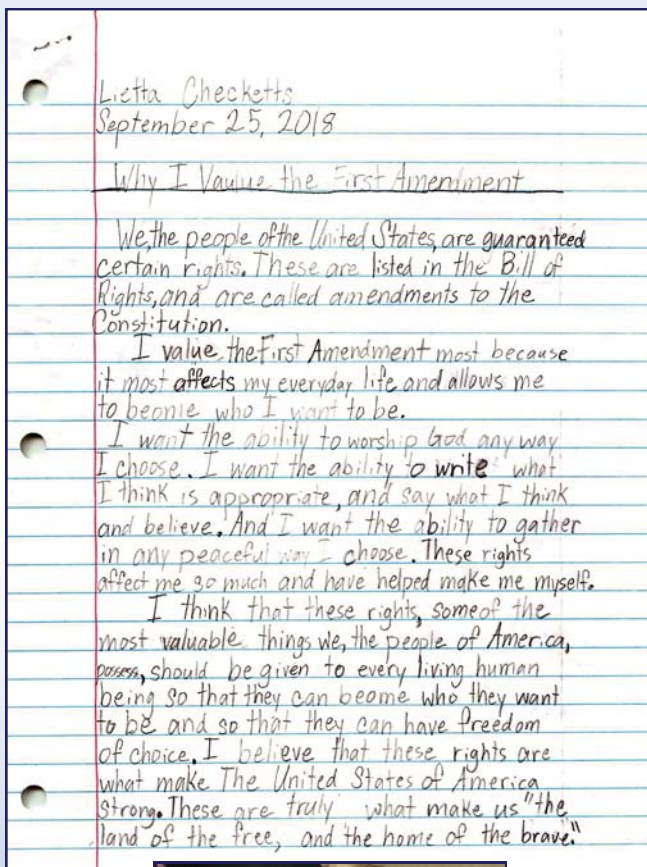 Lietta Checketts
September 25, 2018
Why I Vaulue the First Amendment
We, the people of the United States, are guaranteed
certain rights. These are listed in the Bill of
Rights, and are called amendments to the
Constitution.
I value the First Amendment most because
it most affects my everyday life and allows me
to beome who I want to be.
I want the ability to worship God any way
I choose. I want the ability to write what
I think is appropriate, and say what I think
and believe. And I want the ability to gather
in any peaceful way I choose. These rights
affect me so much and have helped make me myself.
I think that these rights, some of the
most valuable things we, the people of America,
possess, should be given to every living human
being so that they can beome who they want
to be and so that they can have freedom
of choice. I believe that these rights are
what make The United States of America
strong. These are truly what make us "the
land of the free, and the home of the brave."